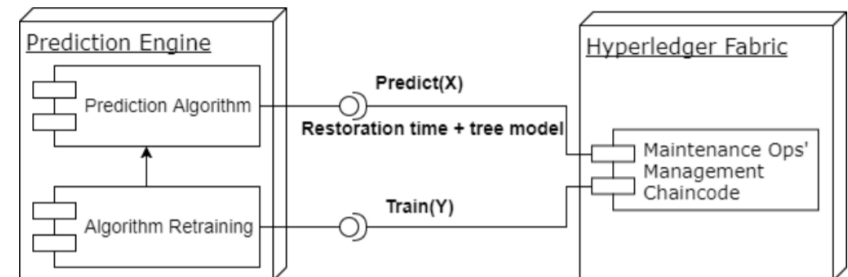 Prediction Engine
Prediction Algorithm
Algorithm Retraining
Predict(X)
Restoration time + tree model
Train(Y)
Hyperledger Fabric
Maintenance Ops'
Management
Chaincode